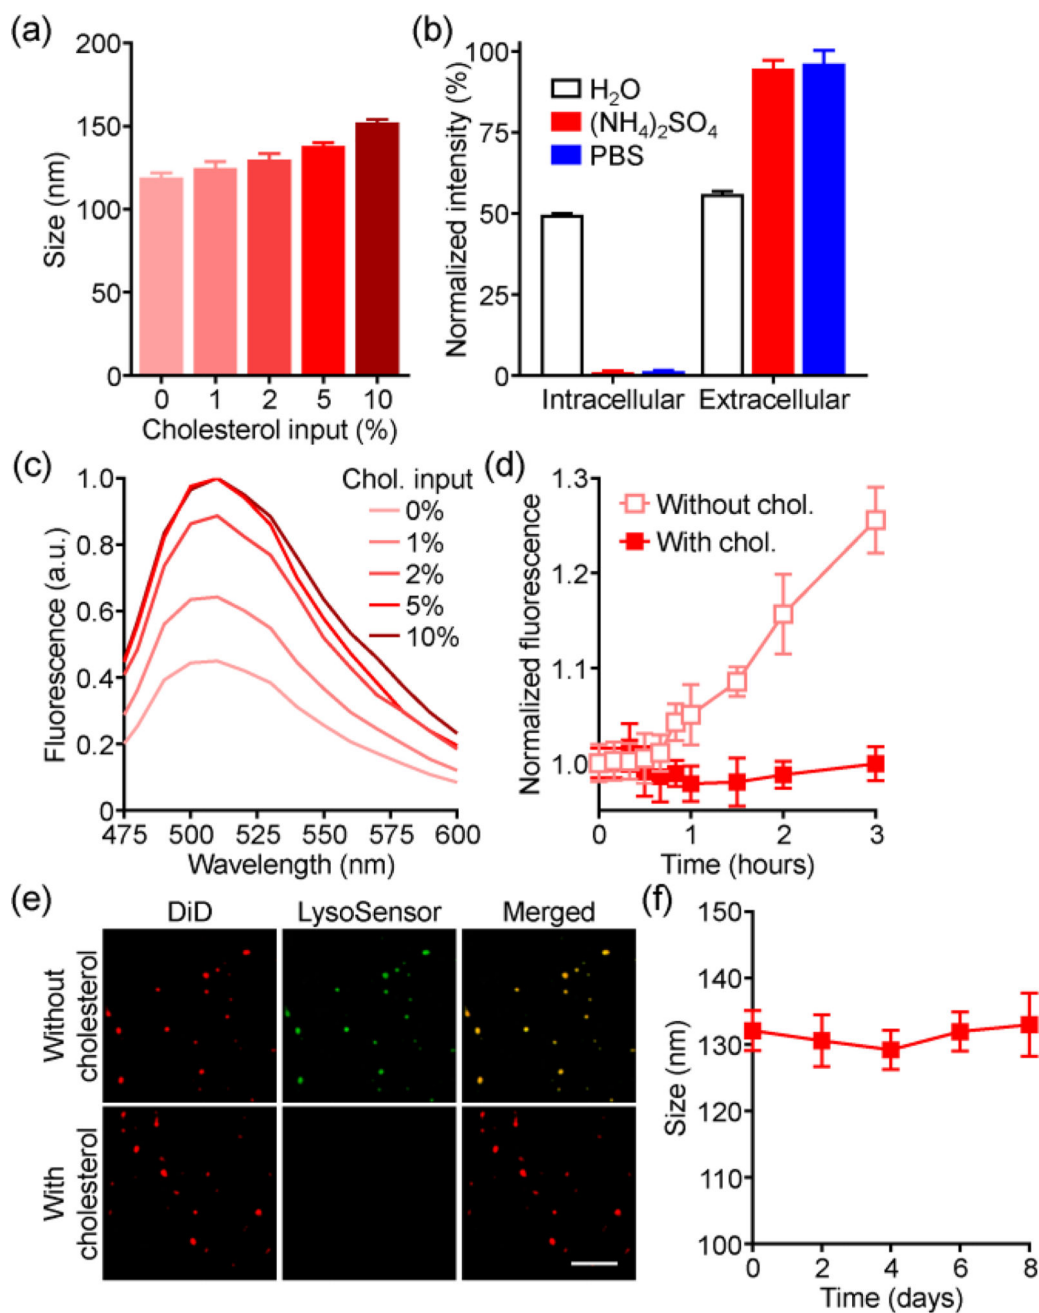 (a)
200
150
100
50
0
Size (nm)
0 1 2 5 10
Cholesterol input (%)
(b)
100
75
50
25
0
Normalized intensity (%)
H2O
(NH4)2SO4
PBS
Intracellular Extracellular
(c)
1.0
0.8
0.6
0.4
0.2
0
Fluorescence (a.u.)
Chol. input
0%
1%
2%
5%
10%
475 500 525 550 575 600
Wavelength (nm)
(d)
1.3
1.2
1.1
1.0
Normalized fluorescence
Without chol.
With chol.
0 1 2 3
Time (hours)
(e)
DiD LysoSensor Merged
Without
cholesterol
With
cholesterol
(f)
150
140
130
120
110
100
Size (nm)
0 2 4 6 8
Time (days)